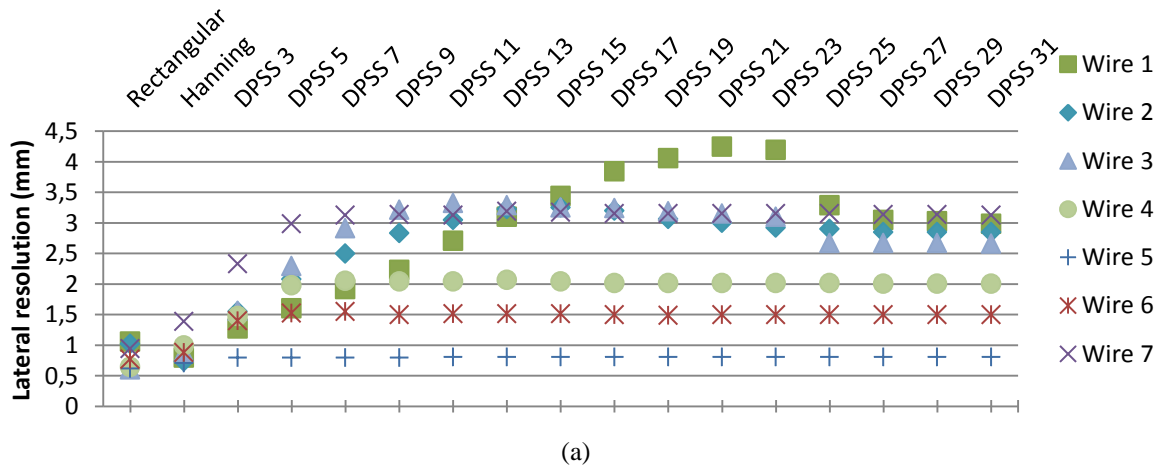 Rectangular
Hanning
DPSS 3
DPSS 5
DPSS 7
DPSS 9
DPSS 11
DPSS 13
DPSS 15
DPSS 17
DPSS 19
DPSS 21
DPSS 23
DPSS 25
DPSS 27
DPSS 29
DPSS 31
Lateral resolution (mm)
4,5
4
3,5
3
2,5
2
1,5
1
0,5
0
Wire 1
Wire 2
Wire 3
Wire 4
Wire 5
Wire 6
Wire 7
(a)